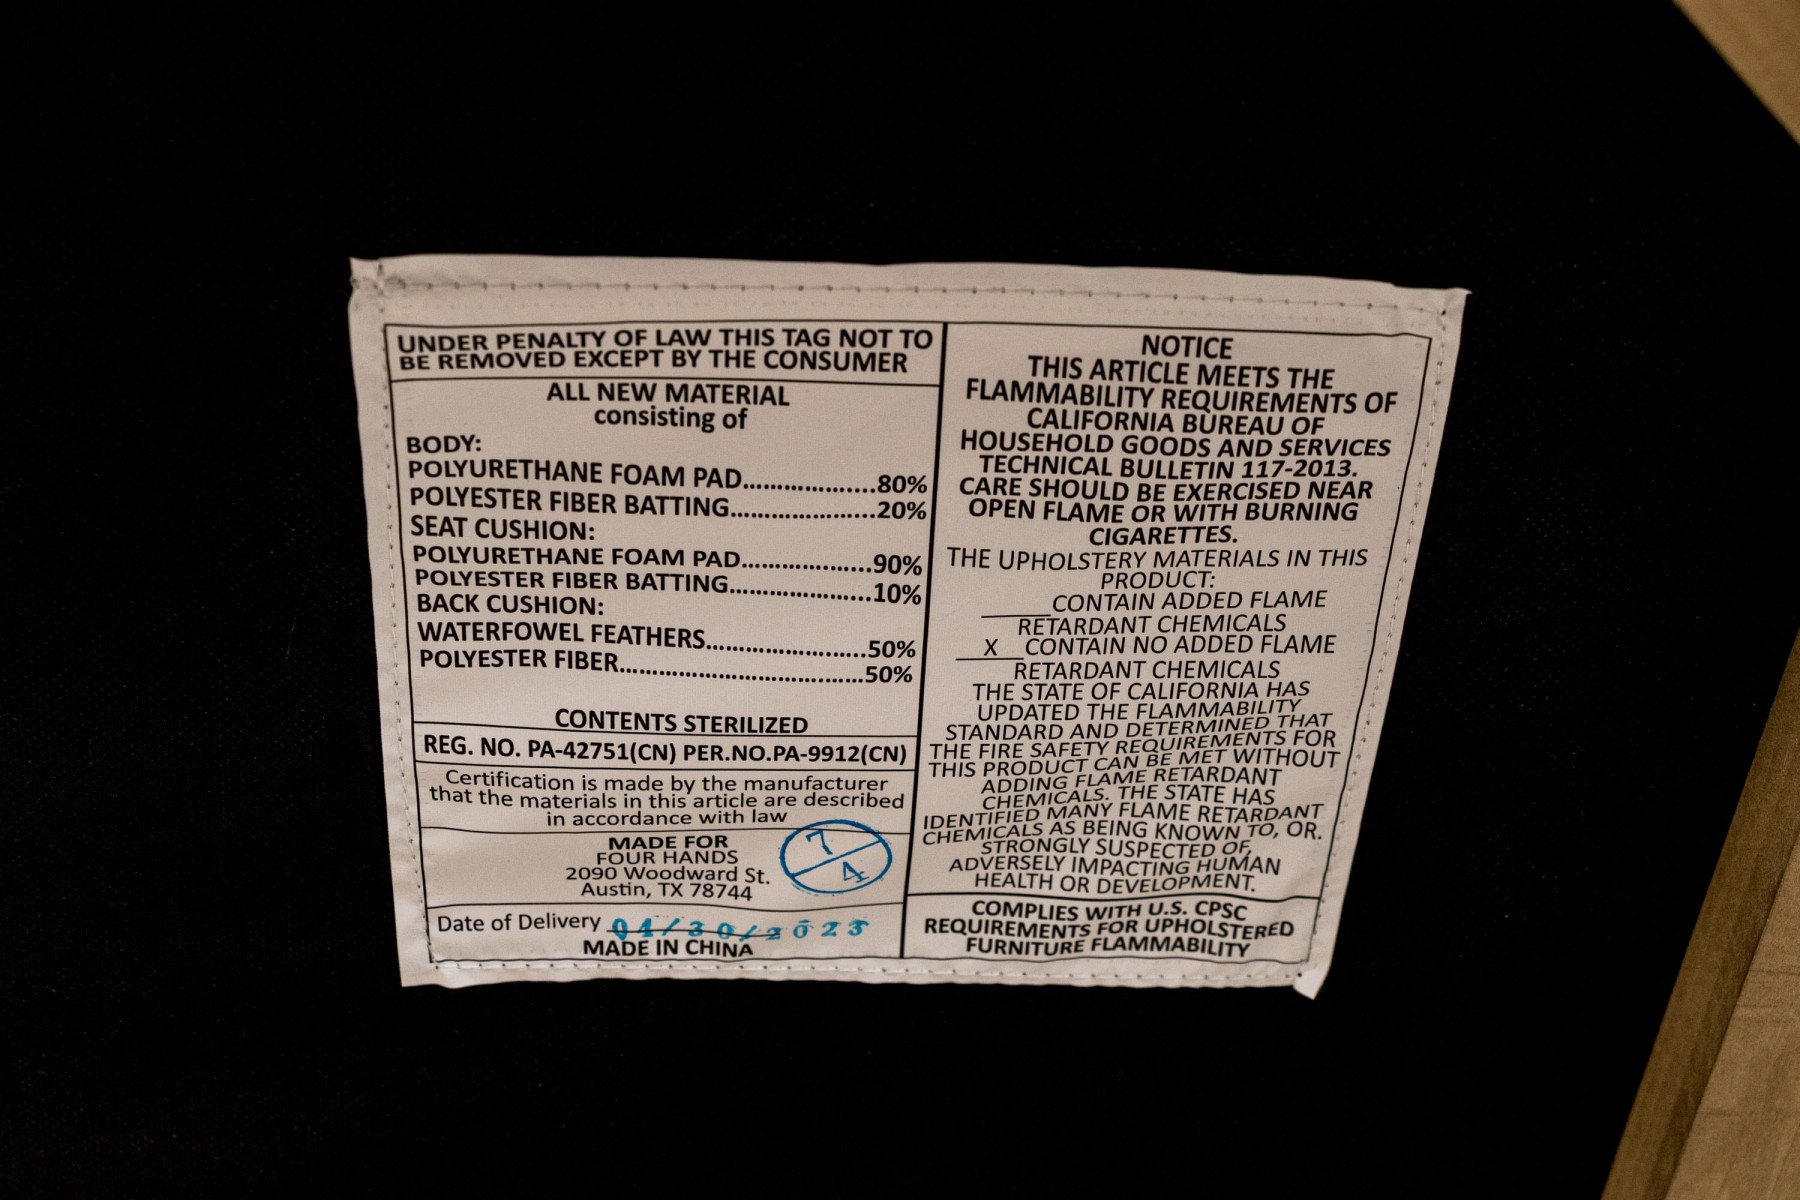 UNDER PENALTY OF LAW THIS TAG NOT TO
BE REMOVED EXCEPT BY THE CONSUMER
ALL NEW MATERIAL
consisting of
BODY:
POLYURETHANE FOAM PAD...................80%
POLYESTER FIBER BATTING.....................20%
SEAT CUSHION:
POLYURETHANE FOAM PAD...................90%
POLYESTER FIBER BATTING.....................10%
BACK CUSHION:
WATERFOWEL FEATHERS.......................50%
POLYESTER FIBER...................................50%
CONTENTS STERILIZED
REG. NO. PA-42751(CN) PER.NO.PA-9912(CN)
Certification is made by the manufacturer
that the materials in this article are described
in accordance with law
MADE FOR
FOUR HANDS
2090 Woodward St.
Austin, TX 78744
7
4
Date of Delivery 04/30/2023
MADE IN CHINA
NOTICE
THIS ARTICLE MEETS THE
FLAMMABILITY REQUIREMENTS OF
CALIFORNIA BUREAU OF
HOUSEHOLD GOODS AND SERVICES
TECHNICAL BULLETIN 117-2013.
CARE SHOULD BE EXERCISED NEAR
OPEN FLAME OR WITH BURNING
CIGARETTES.
THE UPHOLSTERY MATERIALS IN THIS
PRODUCT:
_____CONTAIN ADDED FLAME
RETARDANT CHEMICALS
__X__CONTAIN NO ADDED FLAME
RETARDANT CHEMICALS
THE STATE OF CALIFORNIA HAS
UPDATED THE FLAMMABILITY
STANDARD AND DETERMINED THAT
THE FIRE SAFETY REQUIREMENTS FOR
THIS PRODUCT CAN BE MET WITHOUT
ADDING FLAME RETARDANT
CHEMICALS. THE STATE HAS
IDENTIFIED MANY FLAME RETARDANT
CHEMICALS AS BEING KNOWN TO, OR.
STRONGLY SUSPECTED OF,
ADVERSELY IMPACTING HUMAN
HEALTH OR DEVELOPMENT.
COMPLIES WITH U.S. CPSC
REQUIREMENTS FOR UPHOLSTERED
FURNITURE FLAMMABILITY